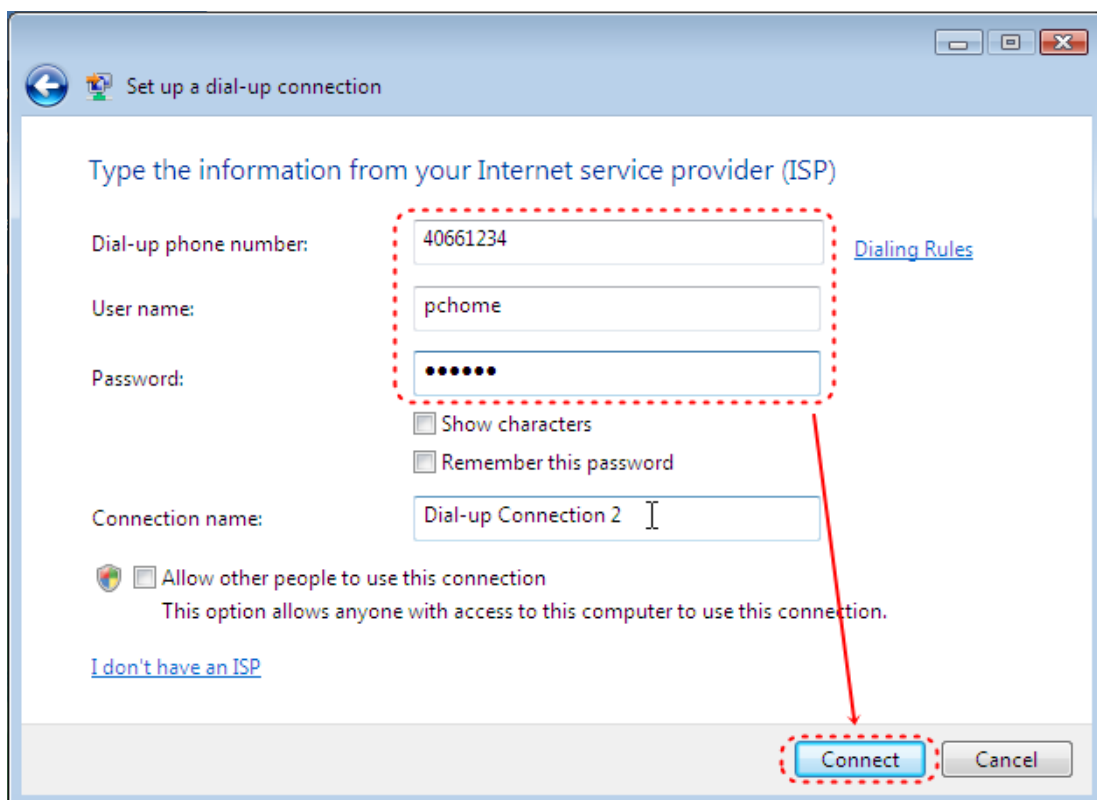 Set up a dial-up connection
Type the information from your Internet service provider (ISP)
Dial-up phone number: 40661234 Dialing Rules
User name: pchome
Password: ••••••
Show characters
Remember this password
Connection name: Dial-up Connection 2
Allow other people to use this connection
This option allows anyone with access to this computer to use this connection.
I don't have an ISP
Connect Cancel